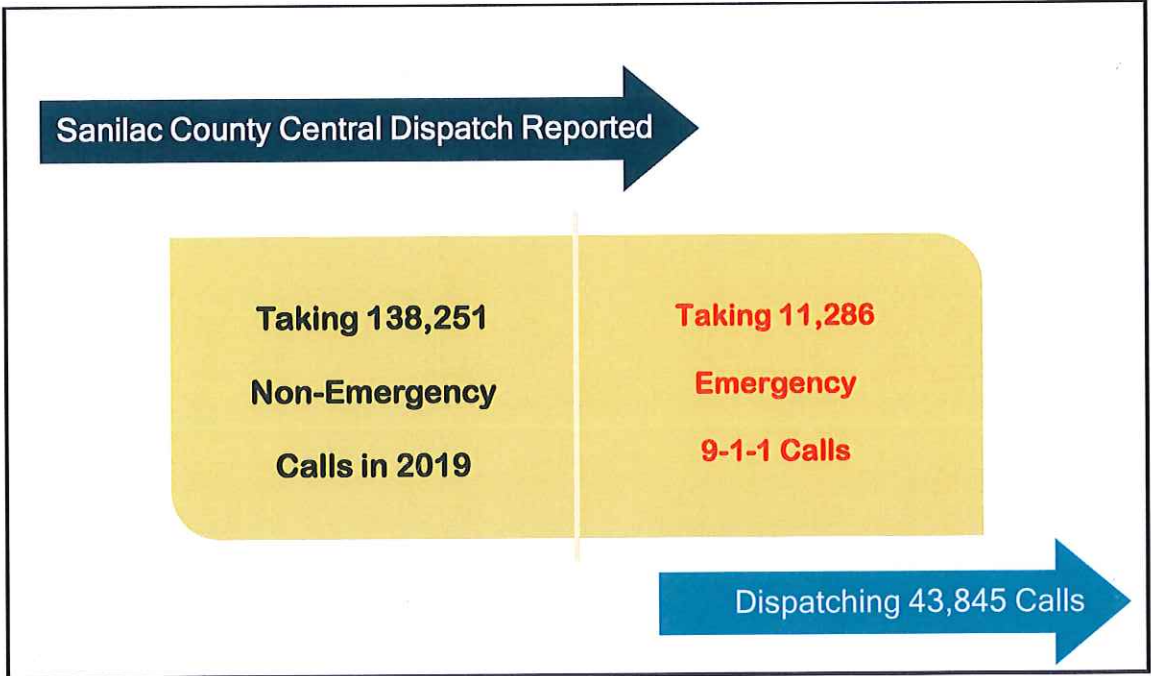 Sanilac County Central Dispatch Reported
Taking 138,251
Non-Emergency
Calls in 2019
Taking 11,286
Emergency
9-1-1 Calls
Dispatching 43,845 Calls